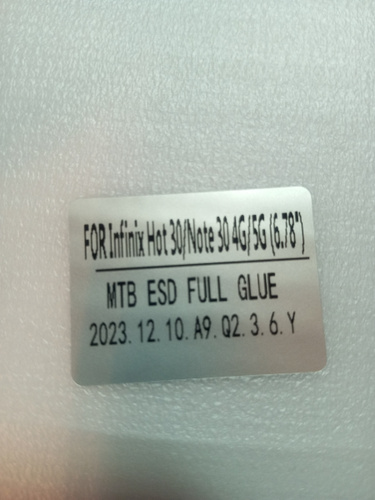 FOR Infinix Hot 30/Note 30 4G/5G (6.78")
MTB ESD FULL GLUE
2023.12.10.A9.Q2.3.6.Y